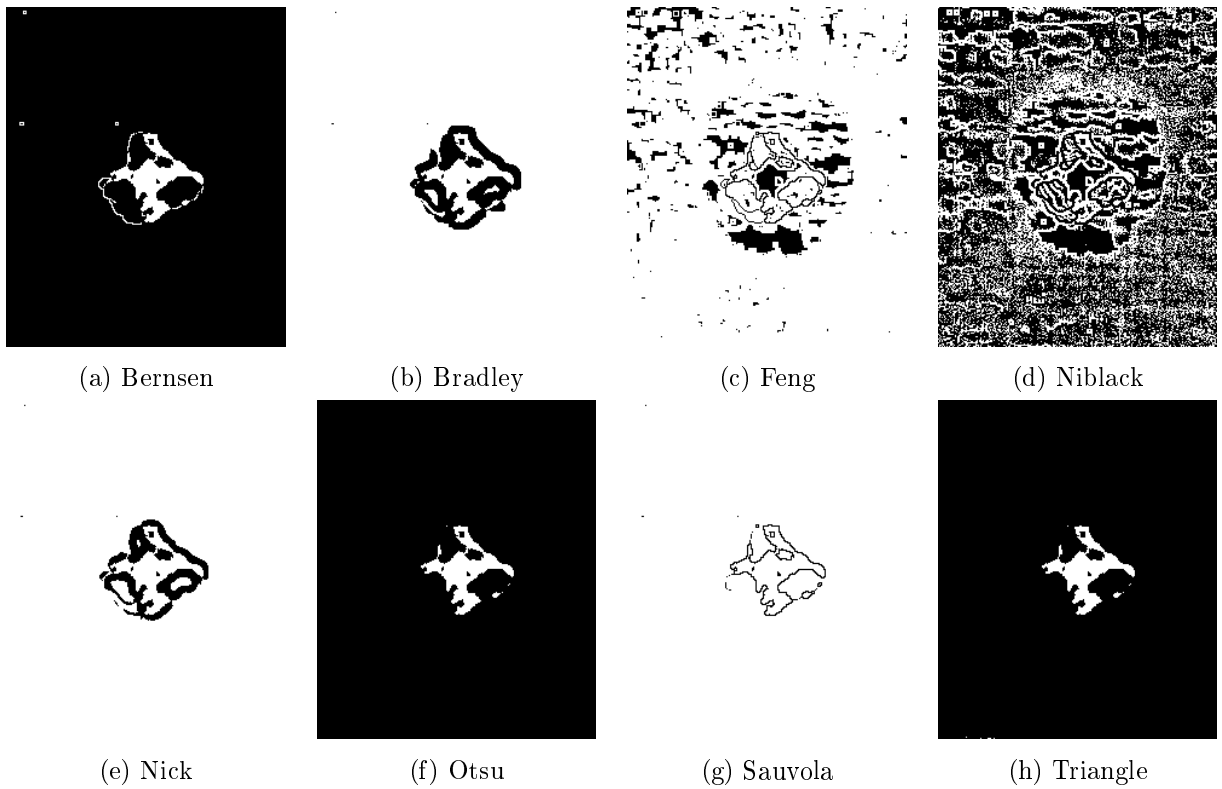 (a) Bernsen
(b) Bradley
(c) Feng
(d) Niblack
(e) Nick
(f) Otsu
(g) Sauvola
(h) Triangle